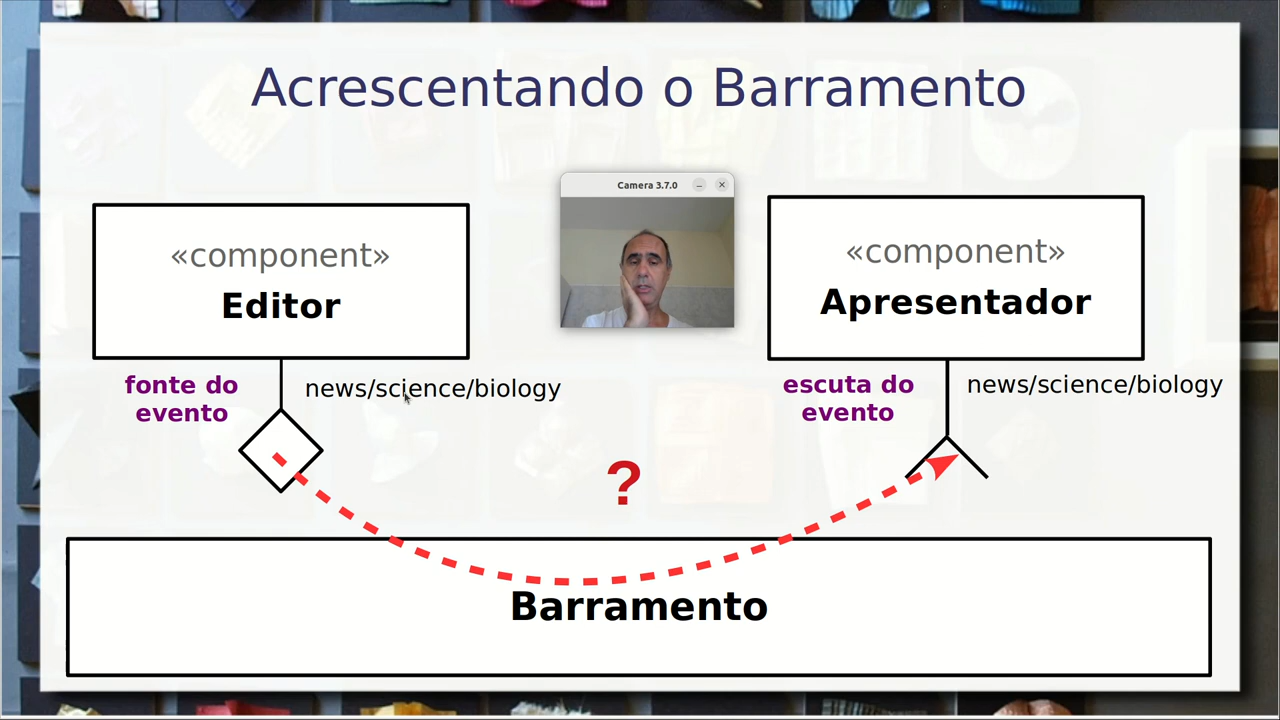 Acrescentando o Barramento
Camera 3.7.0
«component»
Editor
«component»
Apresentador
fonte do
evento
news/science/biology
escuta do
evento
news/science/biology
?
Barramento